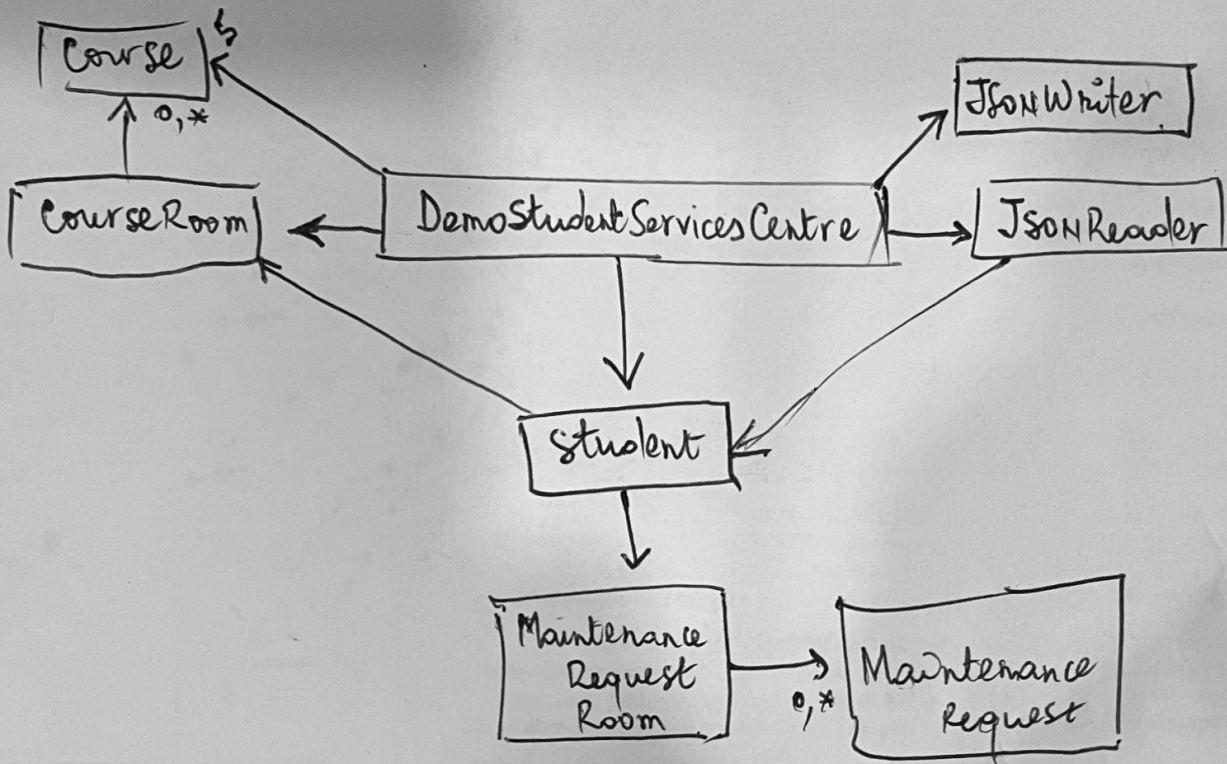 Course
5
0,*
JSONWriter
CourseRoom
DemoStudentServicesCentre
JSONReader
Student
Maintenance
Request
Room
0,*
Maintenance
Request